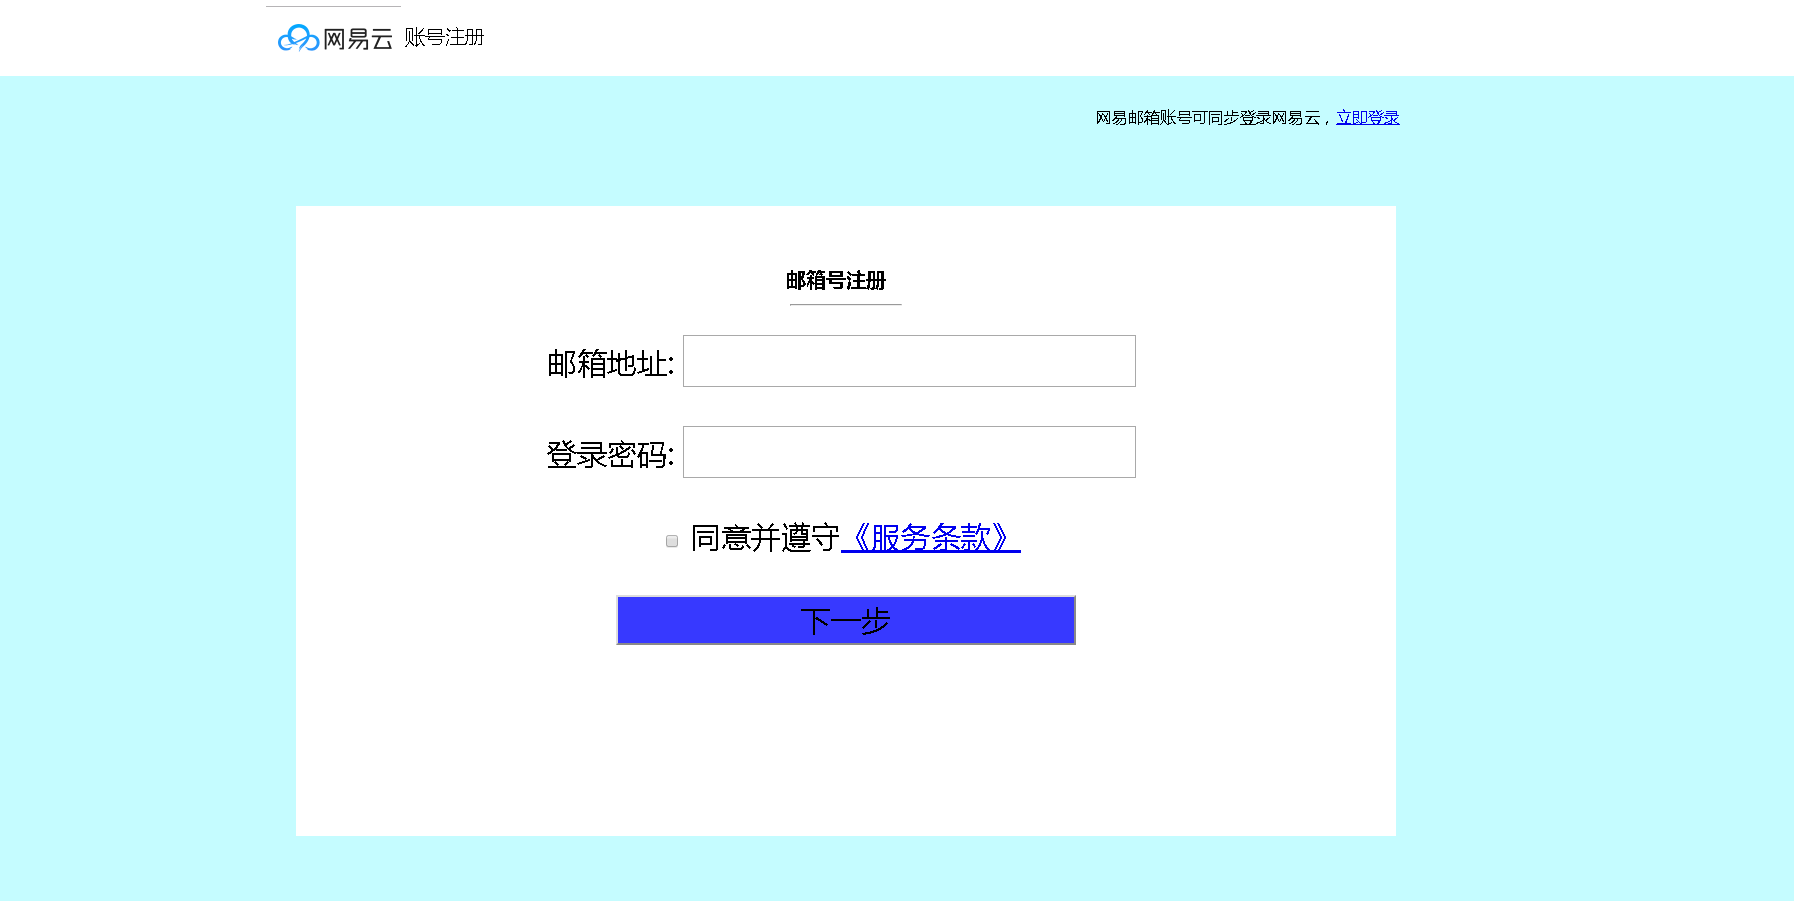 网易云 账号注册
网易邮箱账号可同步登录网易云，立即登录
邮箱号注册
邮箱地址:
登录密码:
同意并遵守《服务条款》
下一步